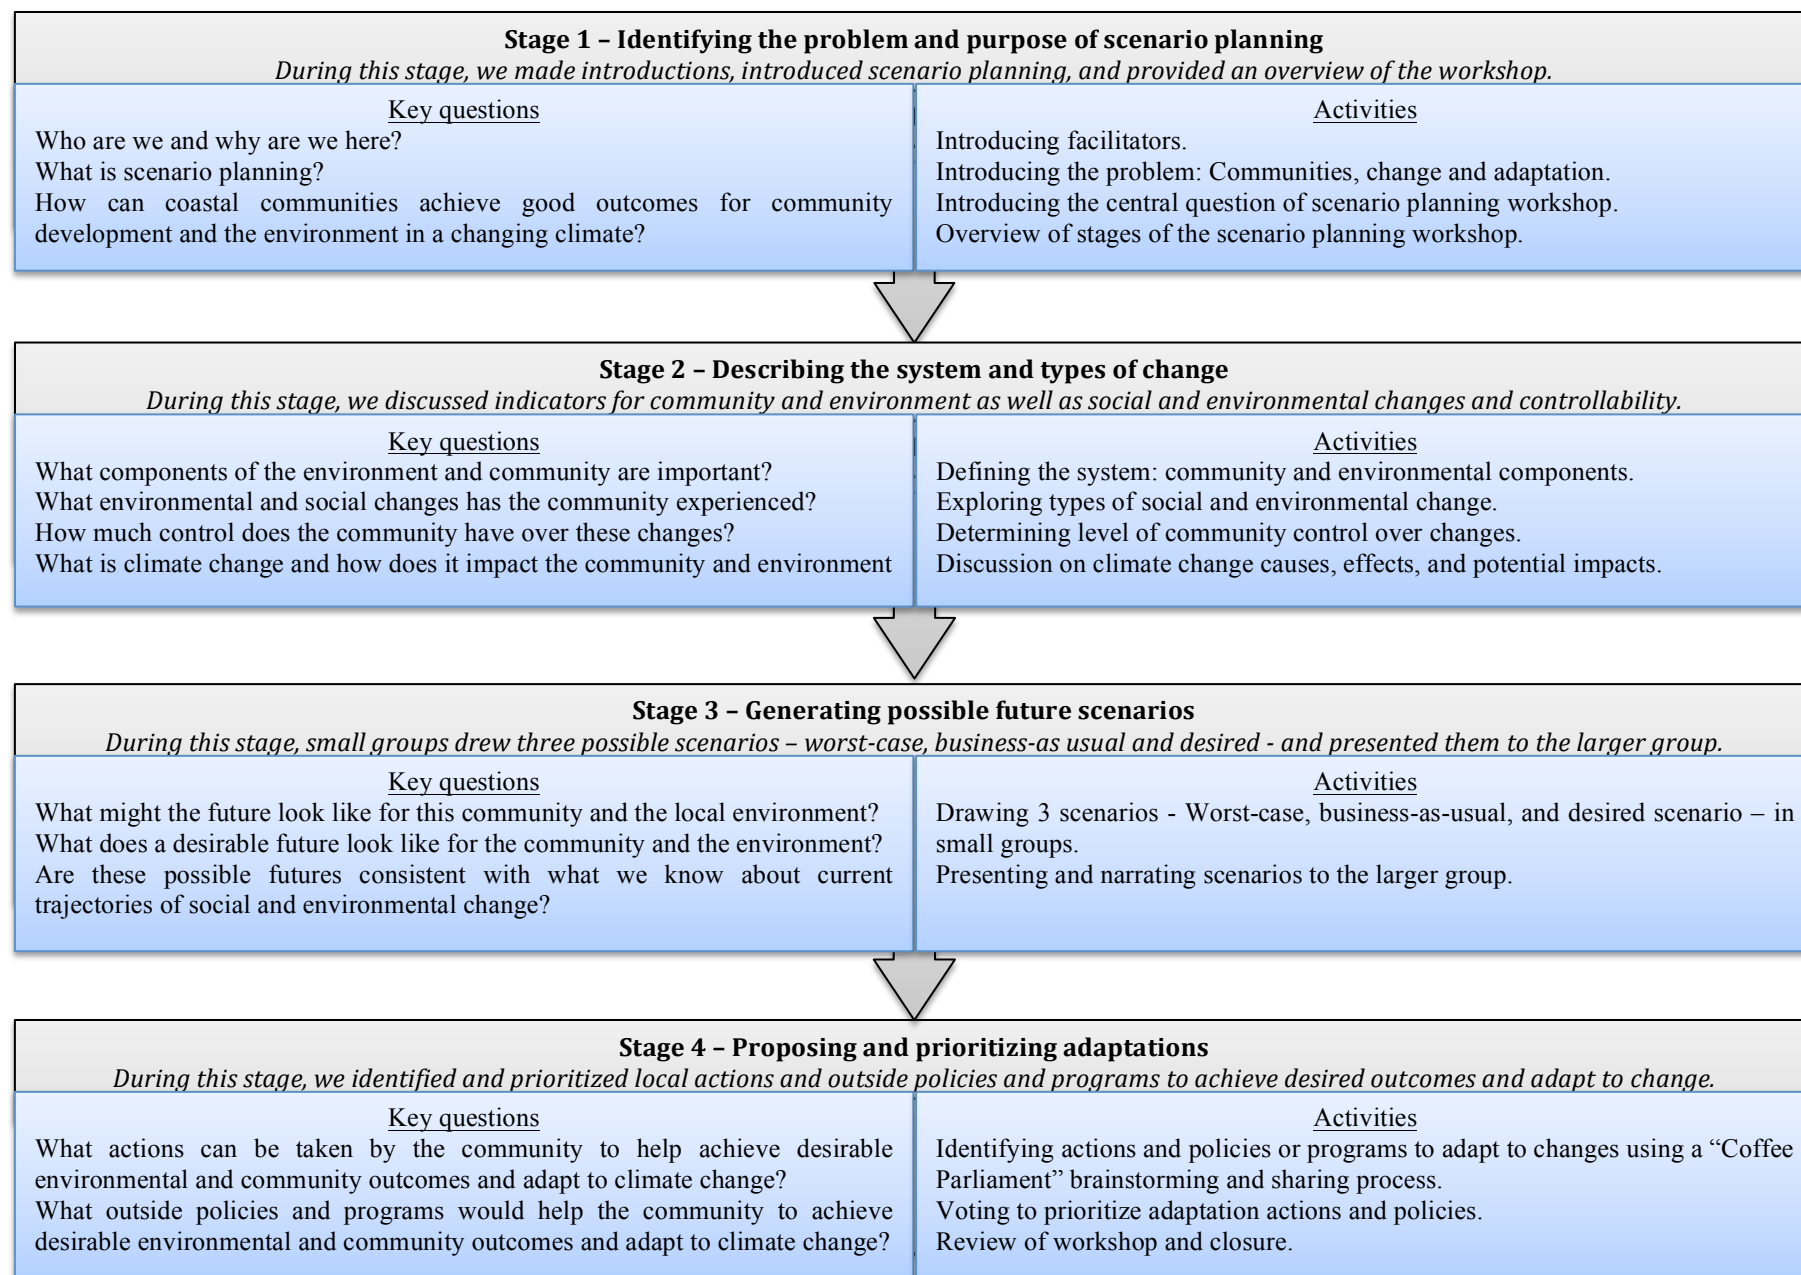 Stage 1 – Identifying the problem and purpose of scenario planning
During this stage, we made introductions, introduced scenario planning, and provided an overview of the workshop.
Key questions
Who are we and why are we here?
What is scenario planning?
How can coastal communities achieve good outcomes for community
development and the environment in a changing climate?
Activities
Introducing facilitators.
Introducing the problem: Communities, change and adaptation.
Introducing the central question of scenario planning workshop.
Overview of stages of the scenario planning workshop.
Stage 2 – Describing the system and types of change
During this stage, we discussed indicators for community and environment as well as social and environmental changes and controllability.
Key questions
What components of the environment and community are important?
What environmental and social changes has the community experienced?
How much control does the community have over these changes?
What is climate change and how does it impact the community and environment
Activities
Defining the system: community and environmental components.
Exploring types of social and environmental change.
Determining level of community control over changes.
Discussion on climate change causes, effects, and potential impacts.
Stage 3 – Generating possible future scenarios
During this stage, small groups drew three possible scenarios – worst-case, business-as usual and desired - and presented them to the larger group.
Key questions
What might the future look like for this community and the local environment?
What does a desirable future look like for the community and the environment?
Are these possible futures consistent with what we know about current
trajectories of social and environmental change?
Activities
Drawing 3 scenarios - Worst-case, business-as-usual, and desired scenario – in
small groups.
Presenting and narrating scenarios to the larger group.
Stage 4 – Proposing and prioritizing adaptations
During this stage, we identified and prioritized local actions and outside policies and programs to achieve desired outcomes and adapt to change.
Key questions
What actions can be taken by the community to help achieve desirable
environmental and community outcomes and adapt to climate change?
What outside policies and programs would help the community to achieve
desirable environmental and community outcomes and adapt to climate change?
Activities
Identifying actions and policies or programs to adapt to changes using a “Coffee
Parliament” brainstorming and sharing process.
Voting to prioritize adaptation actions and policies.
Review of workshop and closure.